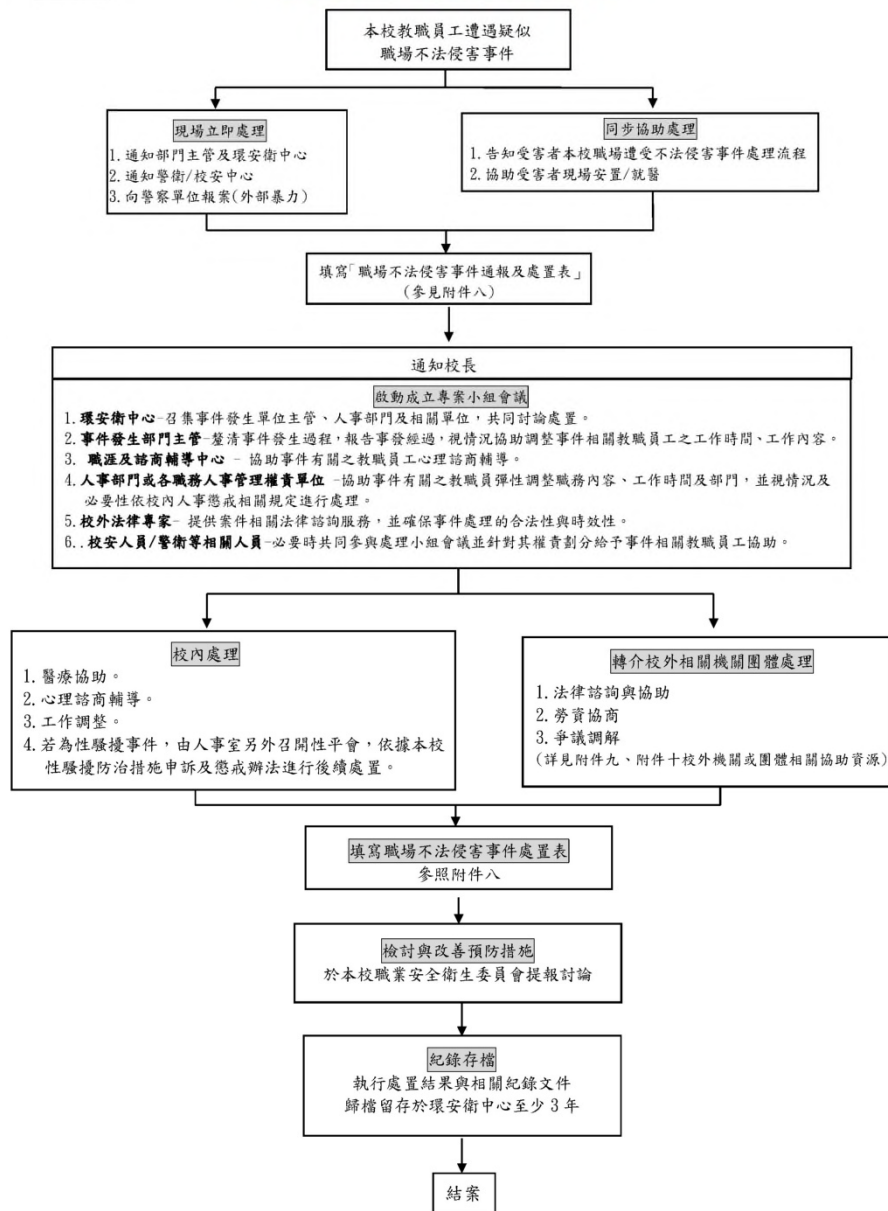 本校教職員工遭遇疑似
職場不法侵害事件
現場立即處理
1. 通知部門主管及環安衛中心
2. 通知警衛/校安中心
3. 向警察單位報案(外部暴力)
同步協助處理
1. 告知受害者本校職場遭受不法侵害事件處理流程
2. 協助受害者現場安置/就醫
填寫「職場不法侵害事件通報及處置表」
(參見附件八)
通知校長
啟動成立專案小組會議
1. 環安衛中心-召集事件發生單位主管、人事部門及相關單位，共同討論處置。
2. 事件發生部門主管-釐清事件發生過程，報告事發經過，視情況協助調整事件相關教職員工之工作時間、工作內容。
3. 職涯及諮商輔導中心 - 協助事件有關之教職員工心理諮商輔導。
4. 人事部門或各職務人事管理權責單位 -協助事件有關之教職員彈性調整職務內容、工作時間及部門，並視情況及
必要性依校內人事懲戒相關規定進行處理。
5. 校外法律專家- 提供案件相關法律諮詢服務，並確保事件處理的合法性與時效性。
6..校安人員/警衛等相關人員-必要時共同參與處理小組會議並針對其權責劃分給予事件相關教職員工協助。
校內處理
1. 醫療協助。
2. 心理諮商輔導。
3. 工作調整。
4. 若為性騷擾事件，由人事室另外召開性平會，依據本校
性騷擾防治措施申訴及懲戒辦法進行後續處置。
轉介校外相關機關團體處理
1. 法律諮詢與協助
2. 勞資協商
3. 爭議調解
(詳見附件九、附件十校外機關或團體相關協助資源)
填寫職場不法侵害事件處置表
參照附件八
檢討與改善預防措施
於本校職業安全衛生委員會提報討論
紀錄存檔
執行處置結果與相關紀錄文件
歸檔留存於環安衛中心至少 3 年
結案